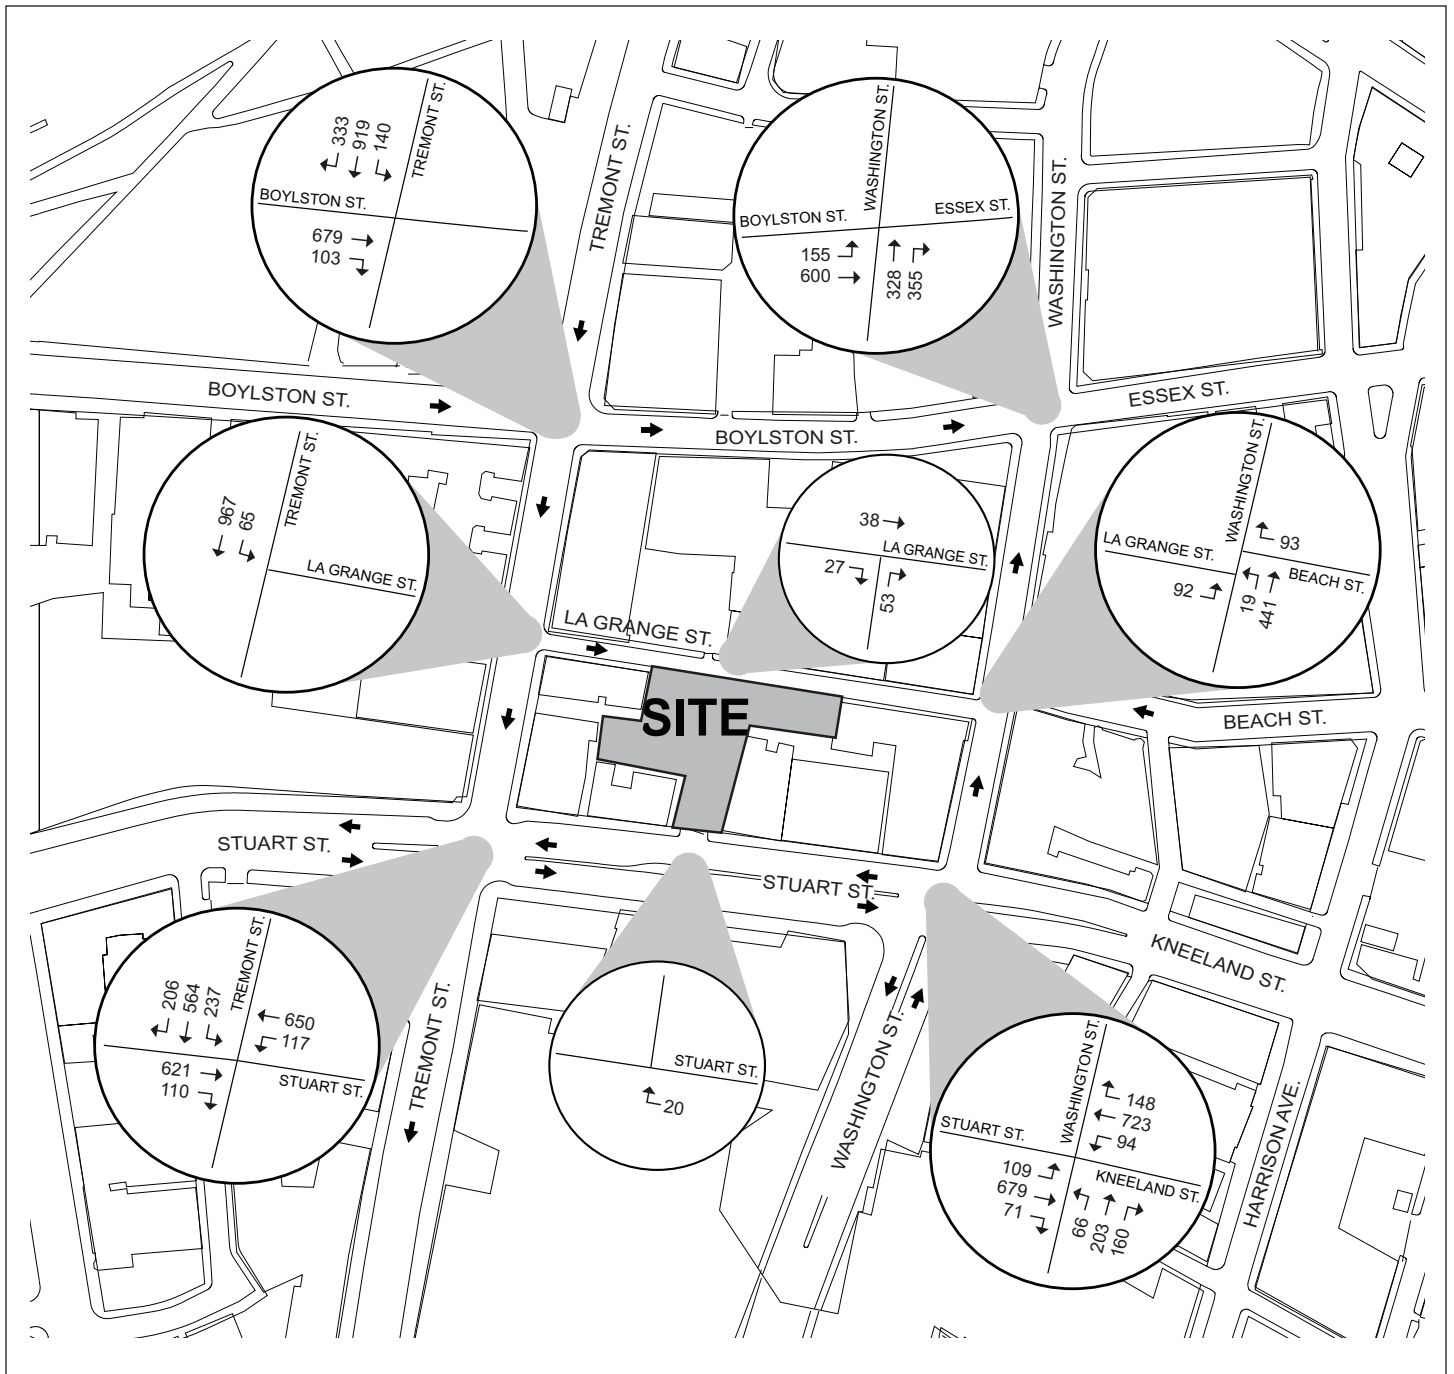 333
919
140
TREMONT ST.
BOYLSTON ST.
679
103
WASHINGTON ST.
BOYLSTON ST.
ESSEX ST.
155
600
328
355
TREMONT ST.
WASHINGTON ST.
BOYLSTON ST.
ESSEX ST.
BOYLSTON ST.
967
65
TREMONT ST.
LA GRANGE ST.
38
LA GRANGE ST.
27
53
WASHINGTON ST.
93
LA GRANGE ST.
BEACH ST.
92
19
441
LA GRANGE ST.
SITE
BEACH ST.
STUART ST.
STUART ST.
KNEELAND ST.
206
564
237
TREMONT ST.
650
117
621
110
STUART ST.
TREMONT ST.
STUART ST.
20
WASHINGTON ST.
WASHINGTON ST.
148
723
94
STUART ST.
109
679
71
KNEELAND ST.
66
203
160
HARRISON AVE.